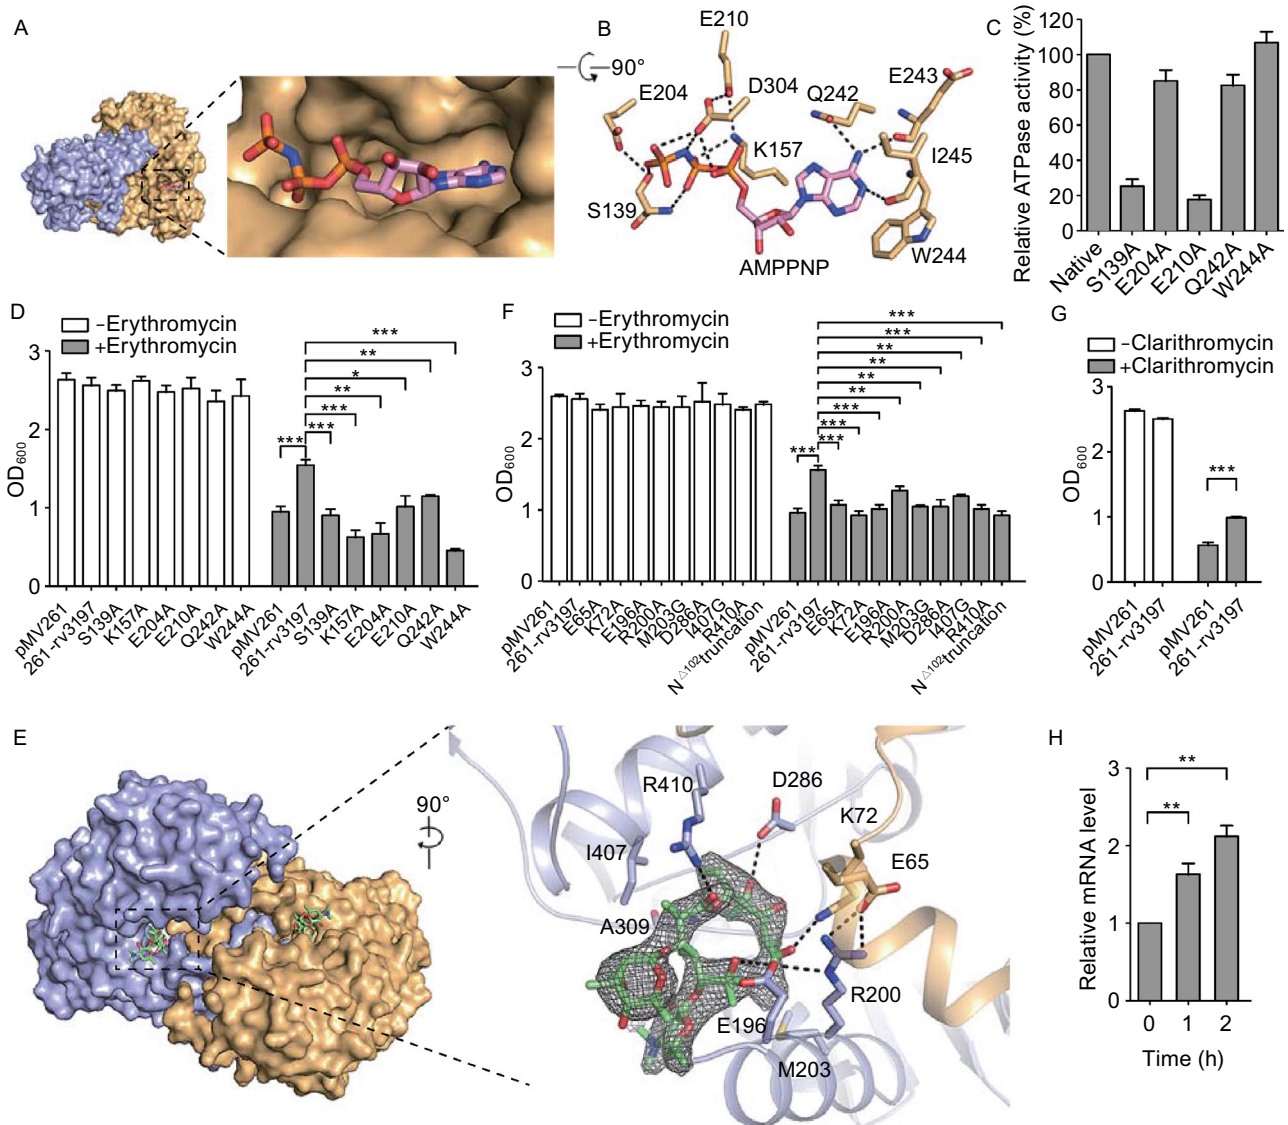 A
B
90°
E210
E204
D304
Q242
E243
K157
I245
S139
W244
AMPPNP
C
Relative ATPase activity (%)
120
100
80
60
40
20
0
Native
S139A
E204A
E210A
Q242A
W244A
D
−Erythromycin
+Erythromycin
OD600
3
2
1
0
***
**
*
**
***
***
***
pMV261
261-rv3197
S139A
K157A
E204A
E210A
Q242A
W244A
pMV261
261-rv3197
S139A
K157A
E204A
E210A
Q242A
W244A
F
−Erythromycin
+Erythromycin
OD600
3
2
1
0
***
***
**
**
**
**
***
***
***
***
pMV261
261-rv3197
E65A
K72A
E196A
R200A
M203G
D286A
I407G
R410A
N△102truncation
pMV261
261-rv3197
E65A
K72A
E196A
R200A
M203G
D286A
I407G
R410A
N△102truncation
G
−Clarithromycin
+Clarithromycin
OD600
3
2
1
0
***
pMV261
261-rv3197
pMV261
261-rv3197
E
90°
R410
D286
K72
I407
E65
A309
R200
E196
M203
H
Relative mRNA level
3
2
1
0
**
**
0 1 2
Time (h)